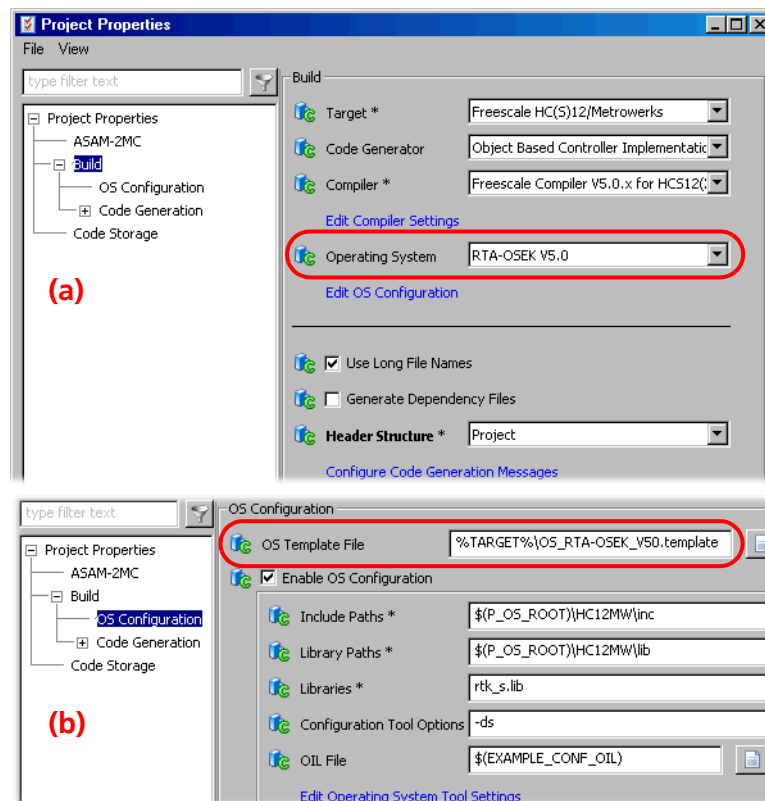 Project Properties
File View
type filter text
Project Properties
ASAM-2MC
Build
OS Configuration
Code Generation
Code Storage
(a)
Build
Target * Freescale HC(S)12/Metrowerks
Code Generator Object Based Controller Implementatic
Compiler * Freescale Compiler V5.0.x for HCS12(
Edit Compiler Settings
Operating System RTA-OSEK V5.0
Edit OS Configuration
Use Long File Names
Generate Dependency Files
Header Structure * Project
Configure Code Generation Messages
type filter text
Project Properties
ASAM-2MC
Build
OS Configuration
Code Generation
Code Storage
(b)
OS Configuration
OS Template File %TARGET%\OS_RTA-OSEK_V50.template
Enable OS Configuration
Include Paths * $(P_OS_ROOT)\HC12MW\inc
Library Paths * $(P_OS_ROOT)\HC12MW\lib
Libraries * rtk_s.lib
Configuration Tool Options -ds
OIL File $(EXAMPLE_CONF_OIL)
Edit Operating System Tool Settings